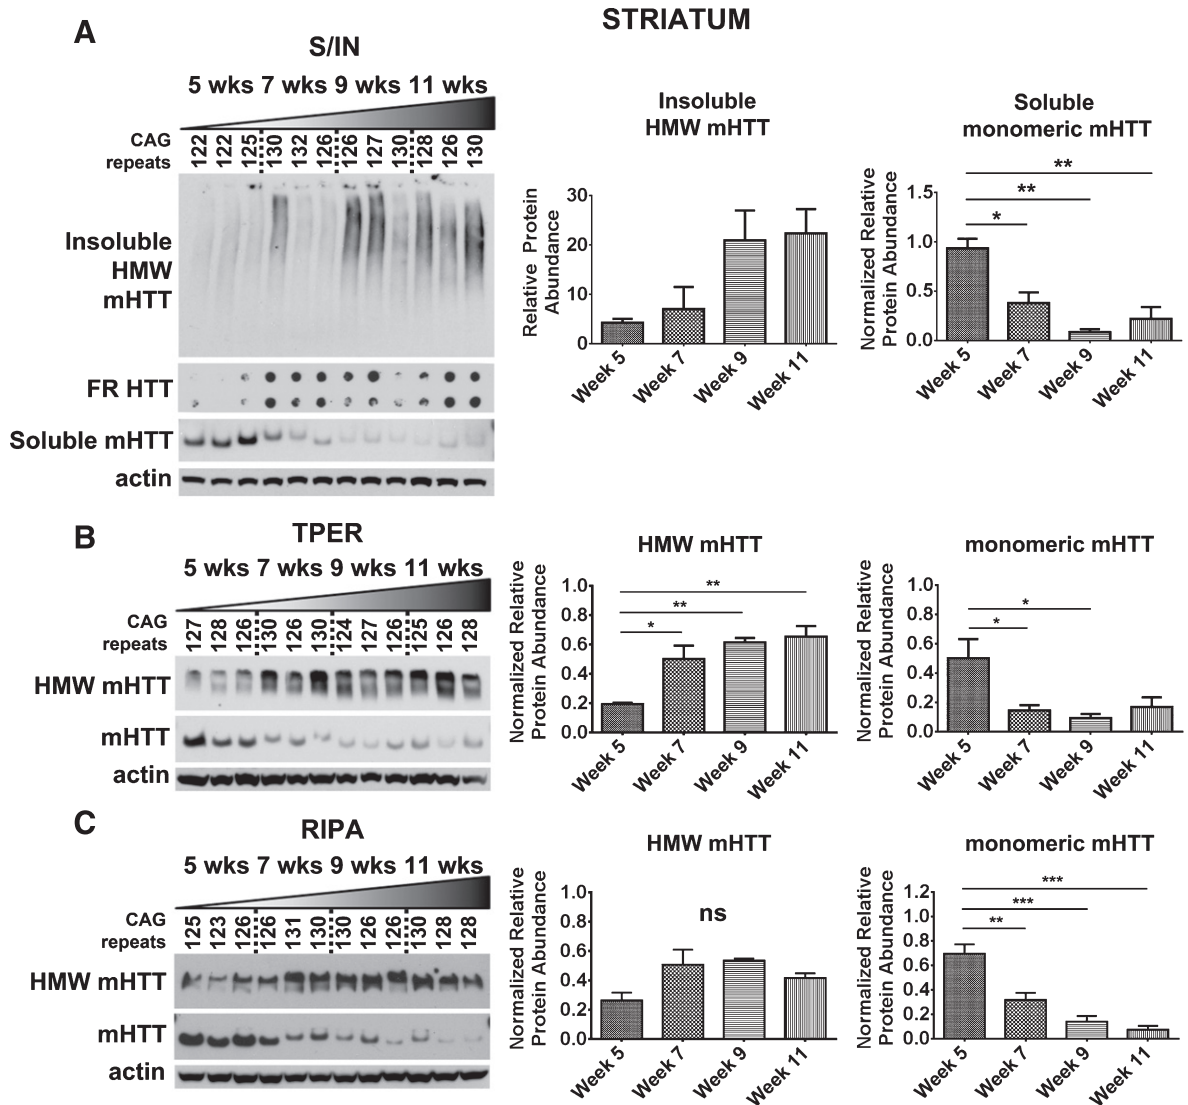 STRIATUM
A
S/IN
5 wks 7 wks 9 wks 11 wks
CAG
repeats
122 122 125 130 132 126 126 127 130 128 126 130
Insoluble
HMW
mHTT
FR HTT
Soluble mHTT
actin
Insoluble
HMW mHTT
Relative Protein
Abundance
30
20
10
0
Week 5 Week 7 Week 9 Week 11
Soluble
monomeric mHTT
Normalized Relative
Protein Abundance
1.5
1.0
0.5
0.0
**
**
*
Week 5 Week 7 Week 9 Week 11
B
TPER
5 wks 7 wks 9 wks 11 wks
CAG
repeats
127 128 126 130 126 130 124 127 126 125 126 128
HMW mHTT
mHTT
actin
HMW mHTT
Normalized Relative
Protein Abundance
1.0
0.8
0.6
0.4
0.2
0.0
**
**
*
Week 5 Week 7 Week 9 Week 11
monomeric mHTT
Normalized Relative
Protein Abundance
1.0
0.8
0.6
0.4
0.2
0.0
*
*
Week 5 Week 7 Week 9 Week 11
C
RIPA
5 wks 7 wks 9 wks 11 wks
CAG
repeats
125 123 126 126 131 130 130 126 126 130 128 128
HMW mHTT
mHTT
actin
HMW mHTT
Normalized Relative
Protein Abundance
1.0
0.8
0.6
0.4
0.2
0.0
ns
Week 5 Week 7 Week 9 Week 11
monomeric mHTT
Normalized Relative
Protein Abundance
1.2
1.0
0.8
0.6
0.4
0.2
0.0
***
***
**
Week 5 Week 7 Week 9 Week 11